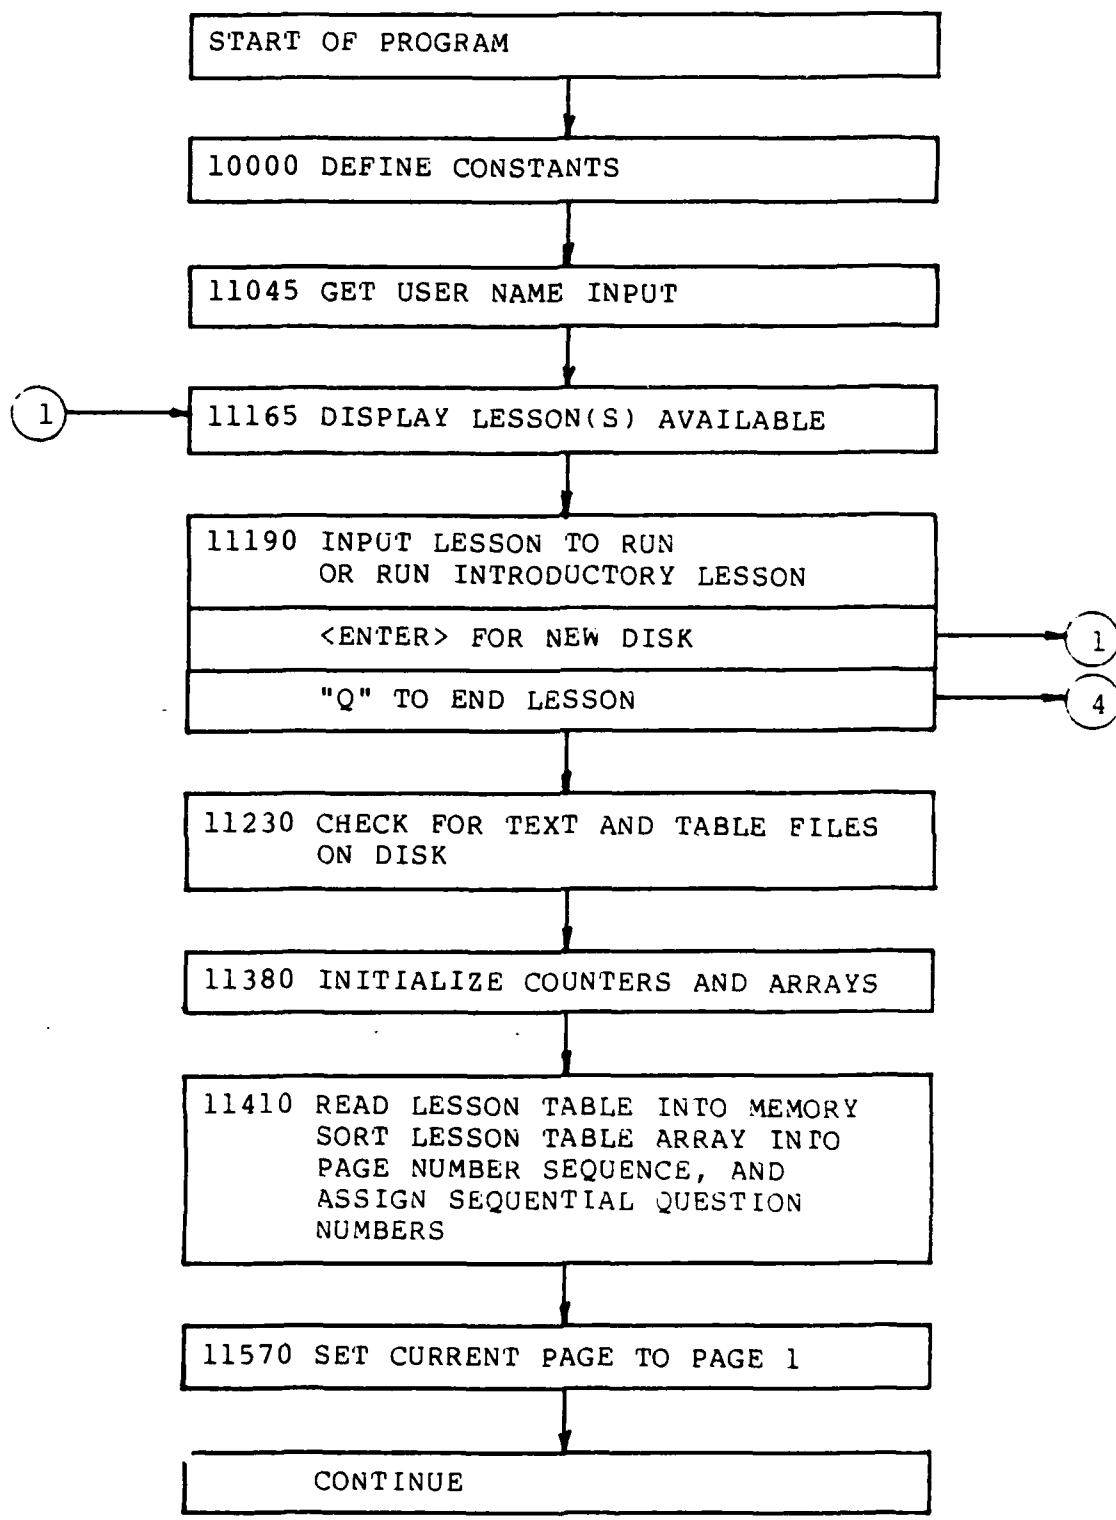 START OF PROGRAM
10000 DEFINE CONSTANTS
11045 GET USER NAME INPUT
1
11165 DISPLAY LESSON(S) AVAILABLE
11190 INPUT LESSON TO RUN
OR RUN INTRODUCTORY LESSON
<ENTER> FOR NEW DISK
1
"Q" TO END LESSON
4
11230 CHECK FOR TEXT AND TABLE FILES
ON DISK
11380 INITIALIZE COUNTERS AND ARRAYS
11410 READ LESSON TABLE INTO MEMORY
SORT LESSON TABLE ARRAY INTO
PAGE NUMBER SEQUENCE, AND
ASSIGN SEQUENTIAL QUESTION
NUMBERS
11570 SET CURRENT PAGE TO PAGE 1
CONTINUE